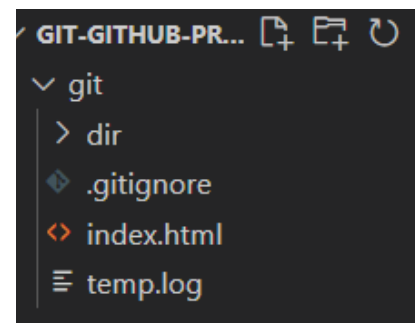 GIT-GITHUB-PR...
git
dir
.gitignore
index.html
temp.log